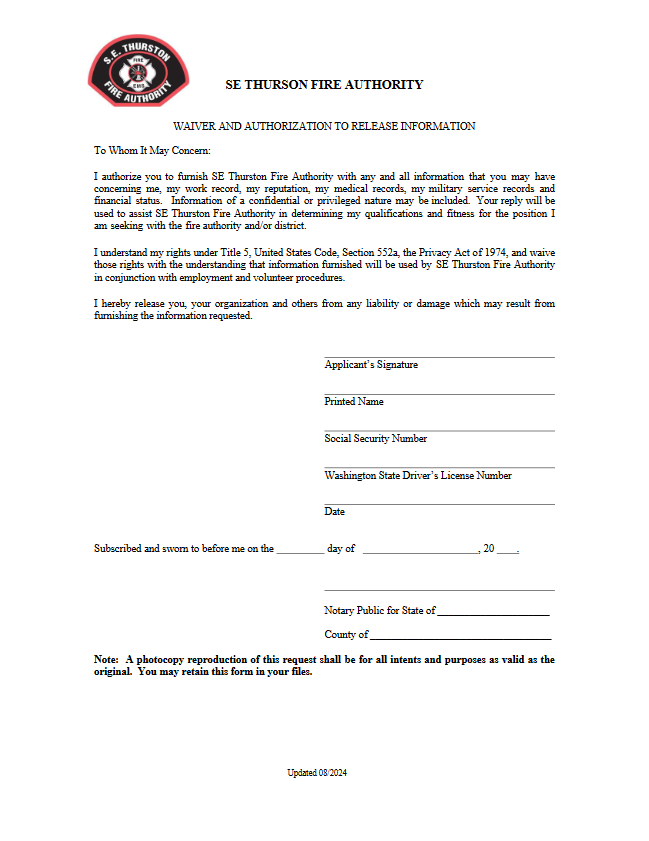 S.E. THURSTON
FIRE
EMS
FIRE AUTHORITY
SE THURSON FIRE AUTHORITY
WAIVER AND AUTHORIZATION TO RELEASE INFORMATION
To Whom It May Concern:
I authorize you to furnish SE Thurston Fire Authority with any and all information that you may have
concerning me, my work record, my reputation, my medical records, my military service records and
financial status. Information of a confidential or privileged nature may be included. Your reply will be
used to assist SE Thurston Fire Authority in determining my qualifications and fitness for the position I
am seeking with the fire authority and/or district.
I understand my rights under Title 5, United States Code, Section 552a, the Privacy Act of 1974, and waive
those rights with the understanding that information furnished will be used by SE Thurston Fire Authority
in conjunction with employment and volunteer procedures.
I hereby release you, your organization and others from any liability or damage which may result from
furnishing the information requested.
Applicant's Signature
Printed Name
Social Security Number
Washington State Driver's License Number
Date
Subscribed and sworn to before me on the _________ day of ______________________, 20 ____.
Notary Public for State of _____________________
County of __________________________________
Note: A photocopy reproduction of this request shall be for all intents and purposes as valid as the
original. You may retain this form in your files.
Updated 08/2024